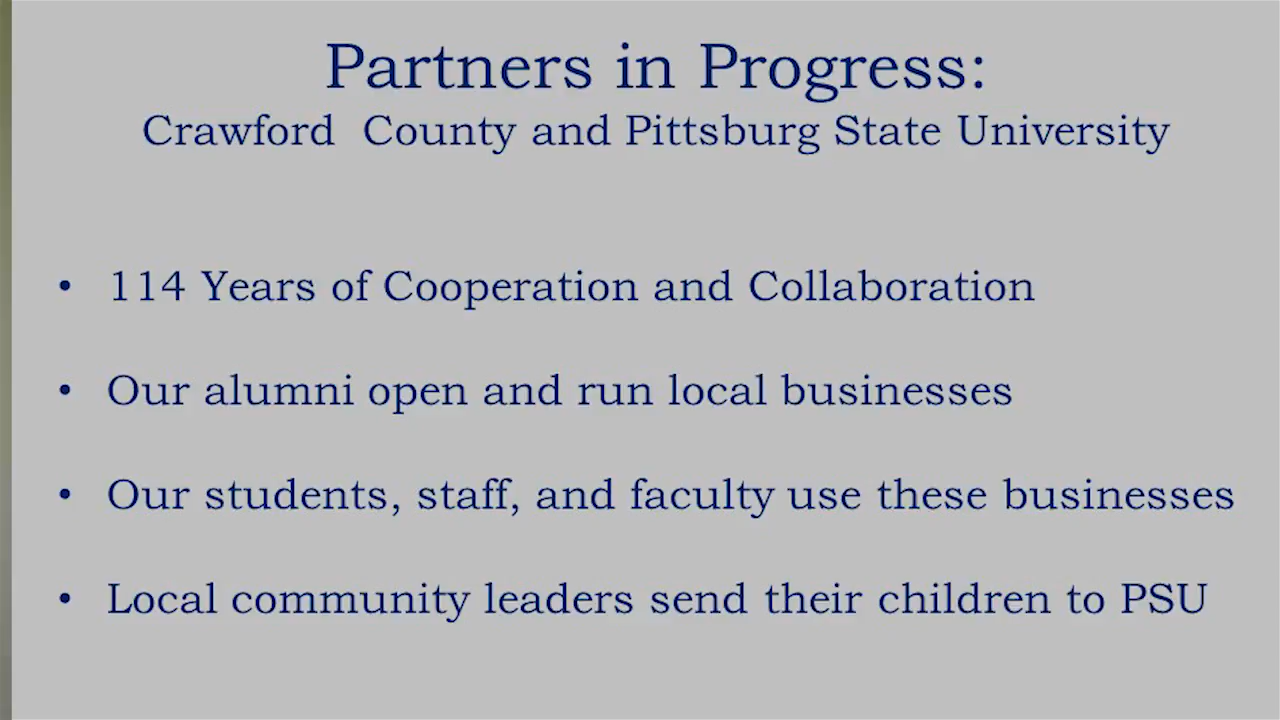 Partners in Progress:
Crawford County and Pittsburg State University
• 114 Years of Cooperation and Collaboration
• Our alumni open and run local businesses
• Our students, staff, and faculty use these businesses
• Local community leaders send their children to PSU